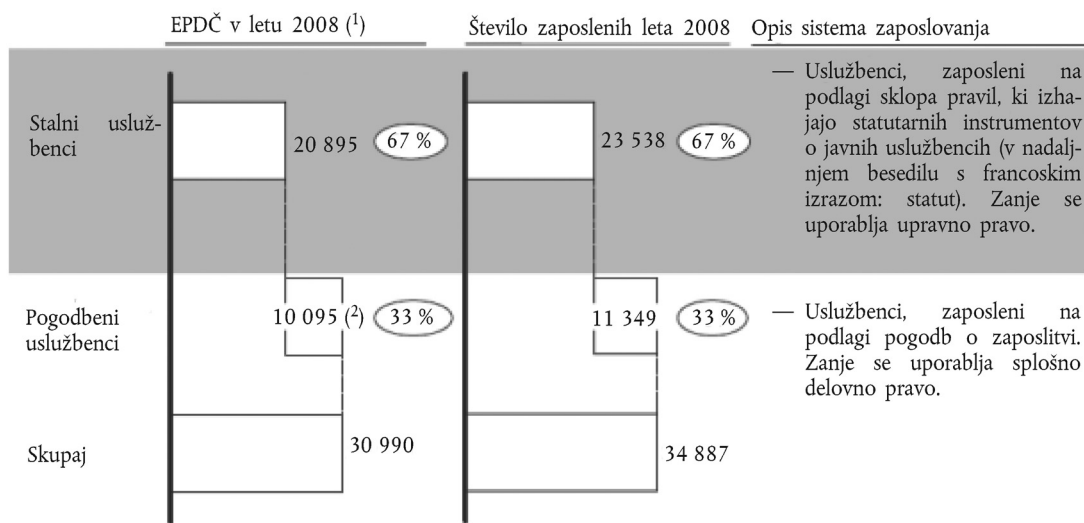 EPDČ v letu 2008 (¹)
Število zaposlenih leta 2008
Opis sistema zaposlovanja
Stalni usluž-
benci
20 895
67 %
23 538
67 %
— Uslužbenci, zaposleni na
podlagi sklopa pravil, ki izha-
jajo statutarnih instrumentov
o javnih uslužbencih (v nadalj-
njem besedilu s francoskim
izrazom: statut). Zanje se
uporablja upravno pravo.
Pogodbeni
uslužbenci
10 095 (²)
33 %
11 349
33 %
— Uslužbenci, zaposleni na
podlagi pogodb o zaposlitvi.
Zanje se uporablja splošno
delovno pravo.
Skupaj
30 990
34 887